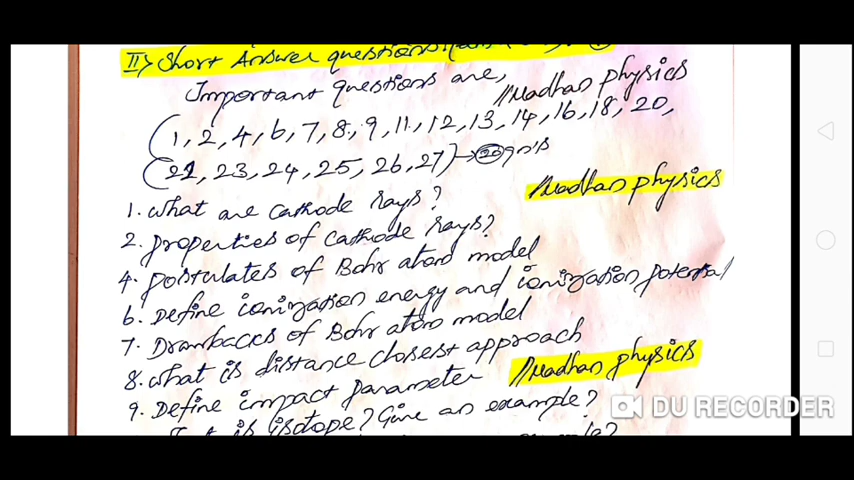 II) Short Answer questions
Important questions are, //Madhan physics
(1, 2, 4, 6, 7, 8, 9, 11, 12, 13, 14, 16, 18, 20,
(21, 23, 24, 25, 26, 27) → 20 qns
//Madhan physics
1. what are cathode rays?
2. properties of cathode rays?
4. postulates of Bohr atom model
6. Define ionization energy and ionization potential
7. Drawbacks of Bohr atom model
8. what is distance closest approach
//Madhan physics
9. Define impact parameter
DU RECORDER
is isotope? Give an example?